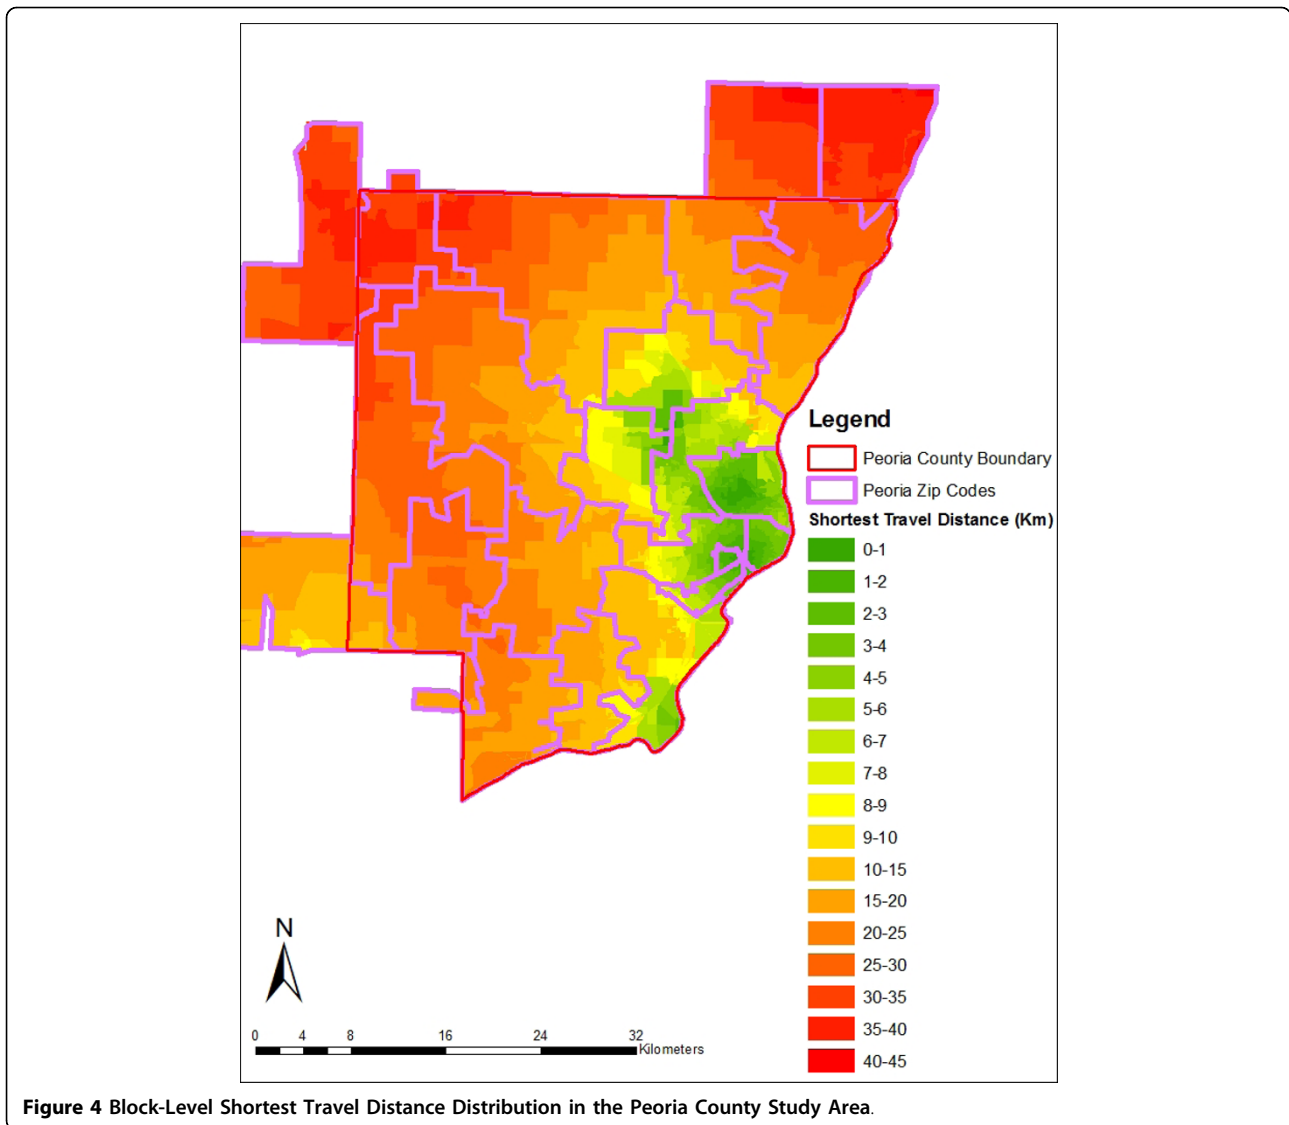 Legend
Peoria County Boundary
Peoria Zip Codes
Shortest Travel Distance (Km)
0-1
1-2
2-3
3-4
4-5
5-6
6-7
7-8
8-9
9-10
10-15
15-20
20-25
25-30
30-35
35-40
40-45
N
0 4 8 16 24 32
Kilometers
Figure 4 Block-Level Shortest Travel Distance Distribution in the Peoria County Study Area.